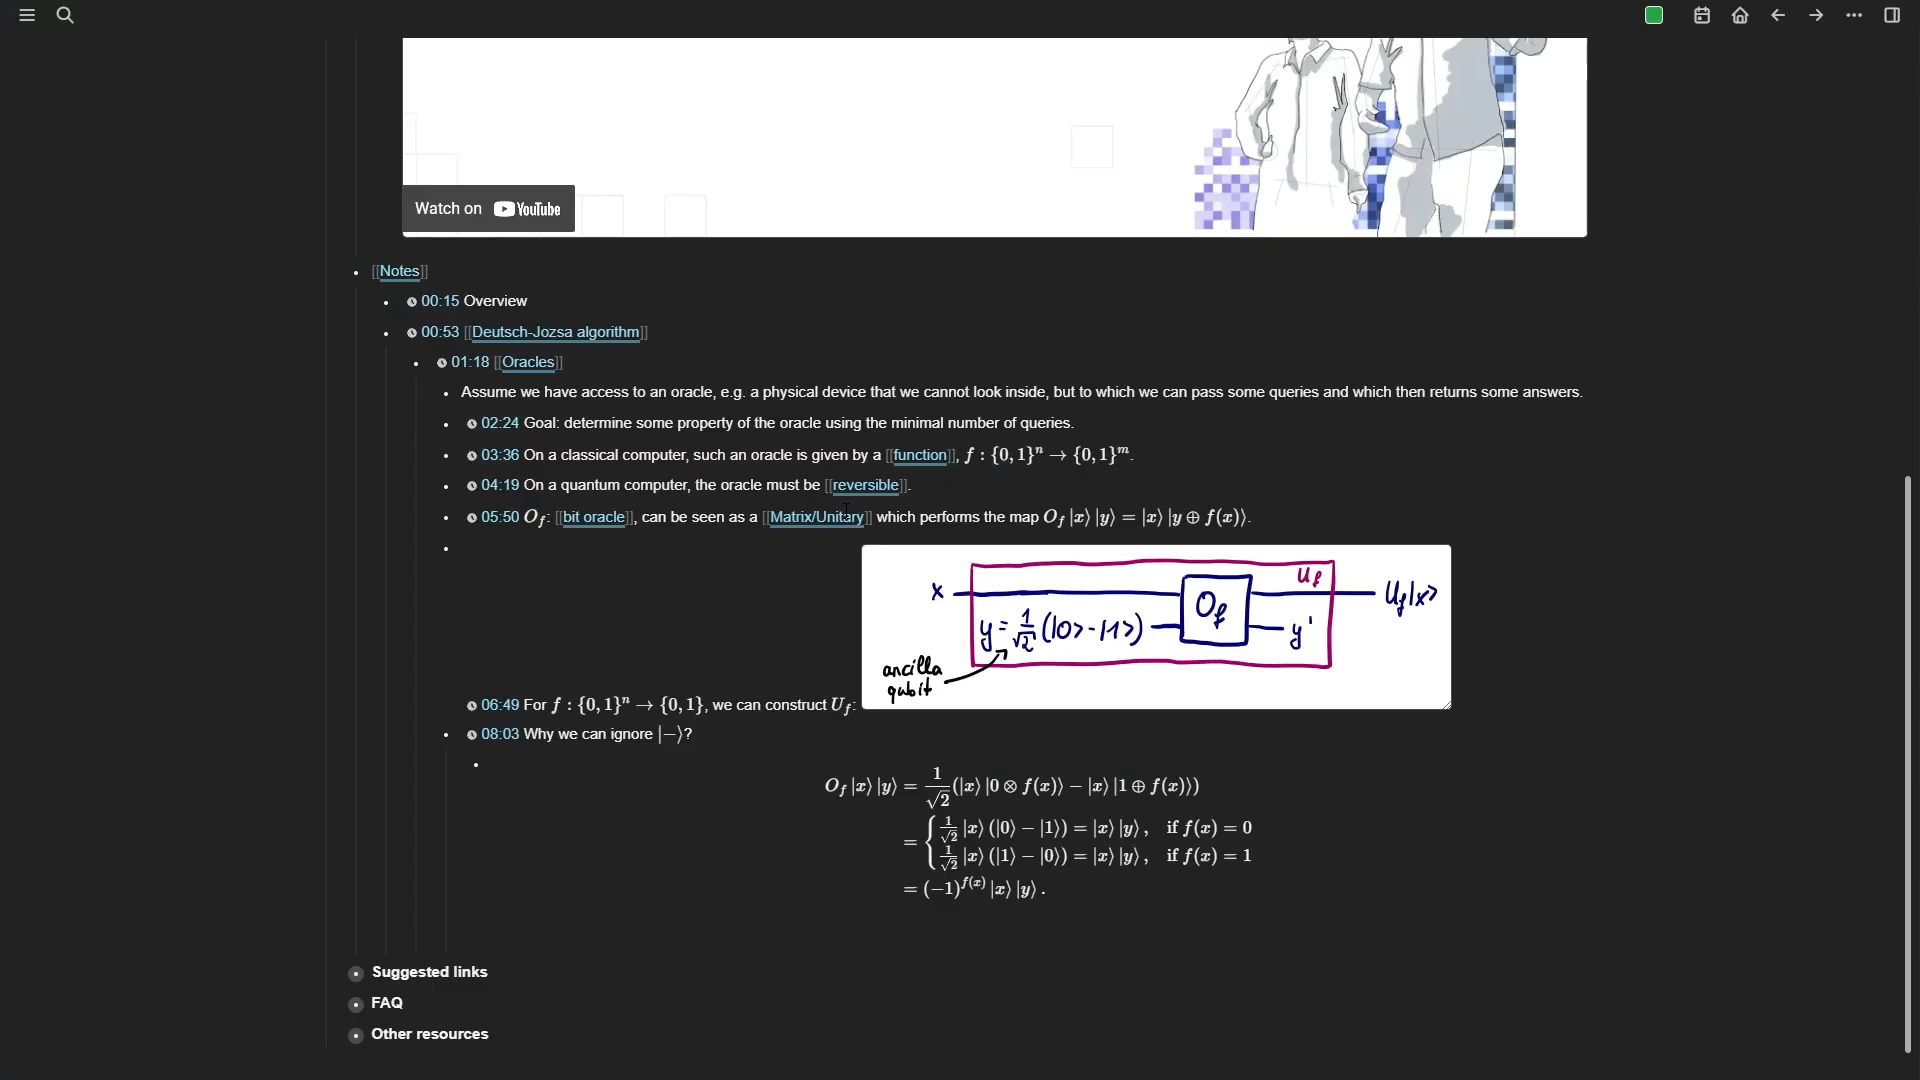 Watch on YouTube
[[Notes]]
00:15 Overview
00:53 [[Deutsch-Jozsa algorithm]]
01:18 [[Oracles]]
Assume we have access to an oracle, e.g. a physical device that we cannot look inside, but to which we can pass some queries and which then returns some answers.
02:24 Goal: determine some property of the oracle using the minimal number of queries.
03:36 On a classical computer, such an oracle is given by a [[function]], f : {0, 1}ⁿ → {0, 1}ᵐ.
04:19 On a quantum computer, the oracle must be [[reversible]].
05:50 O_f: [[bit oracle]], can be seen as a [[Matrix/Unitary]] which performs the map O_f |x⟩ |y⟩ = |x⟩ |y ⊕ f(x)⟩.
U_f
x O_f U_f|x>
y = 1/√2 (|0> - |1>) y'
ancilla
qubit
06:49 For f : {0, 1}ⁿ → {0, 1}, we can construct U_f:
08:03 Why we can ignore |−⟩?
O_f |x⟩ |y⟩ = 1/√2 (|x⟩ |0 ⊗ f(x)⟩ − |x⟩ |1 ⊕ f(x)⟩)
= { 1/√2 |x⟩ (|0⟩ − |1⟩) = |x⟩ |y⟩ , if f(x) = 0
1/√2 |x⟩ (|1⟩ − |0⟩) = |x⟩ |y⟩ , if f(x) = 1
= (−1)^f(x) |x⟩ |y⟩ .
Suggested links
FAQ
Other resources